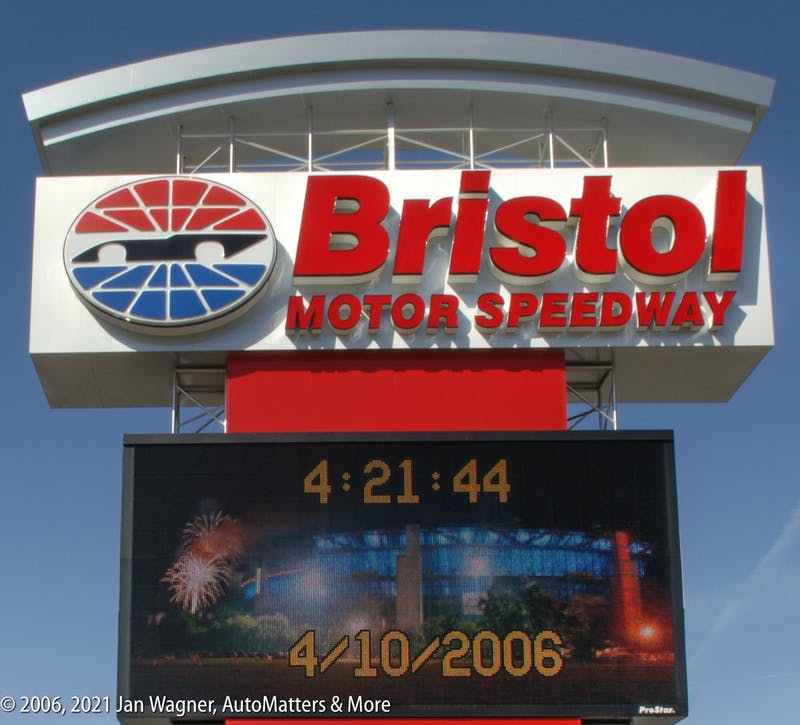 Bristol
MOTOR SPEEDWAY
4:21:44
4/10/2006
ProStar.
© 2006, 2021 Jan Wagner, AutoMatters & More